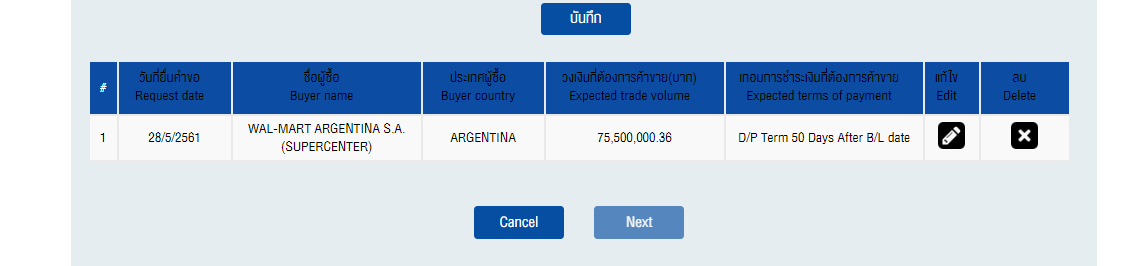 บันทึก
# วันที่ยื่นคำขอ ชื่อผู้ซื้อ ประเทศผู้ซื้อ วงเงินที่ต้องการค้าขาย(บาท) เทอมการชำระเงินที่ต้องการค้าขาย แก้ไข ลบ
Request date Buyer name Buyer country Expected trade volume Expected terms of payment Edit Delete
1 28/5/2561 WAL-MART ARGENTINA S.A. (SUPERCENTER) ARGENTINA 75,500,000.36 D/P Term 50 Days After B/L date
Cancel Next